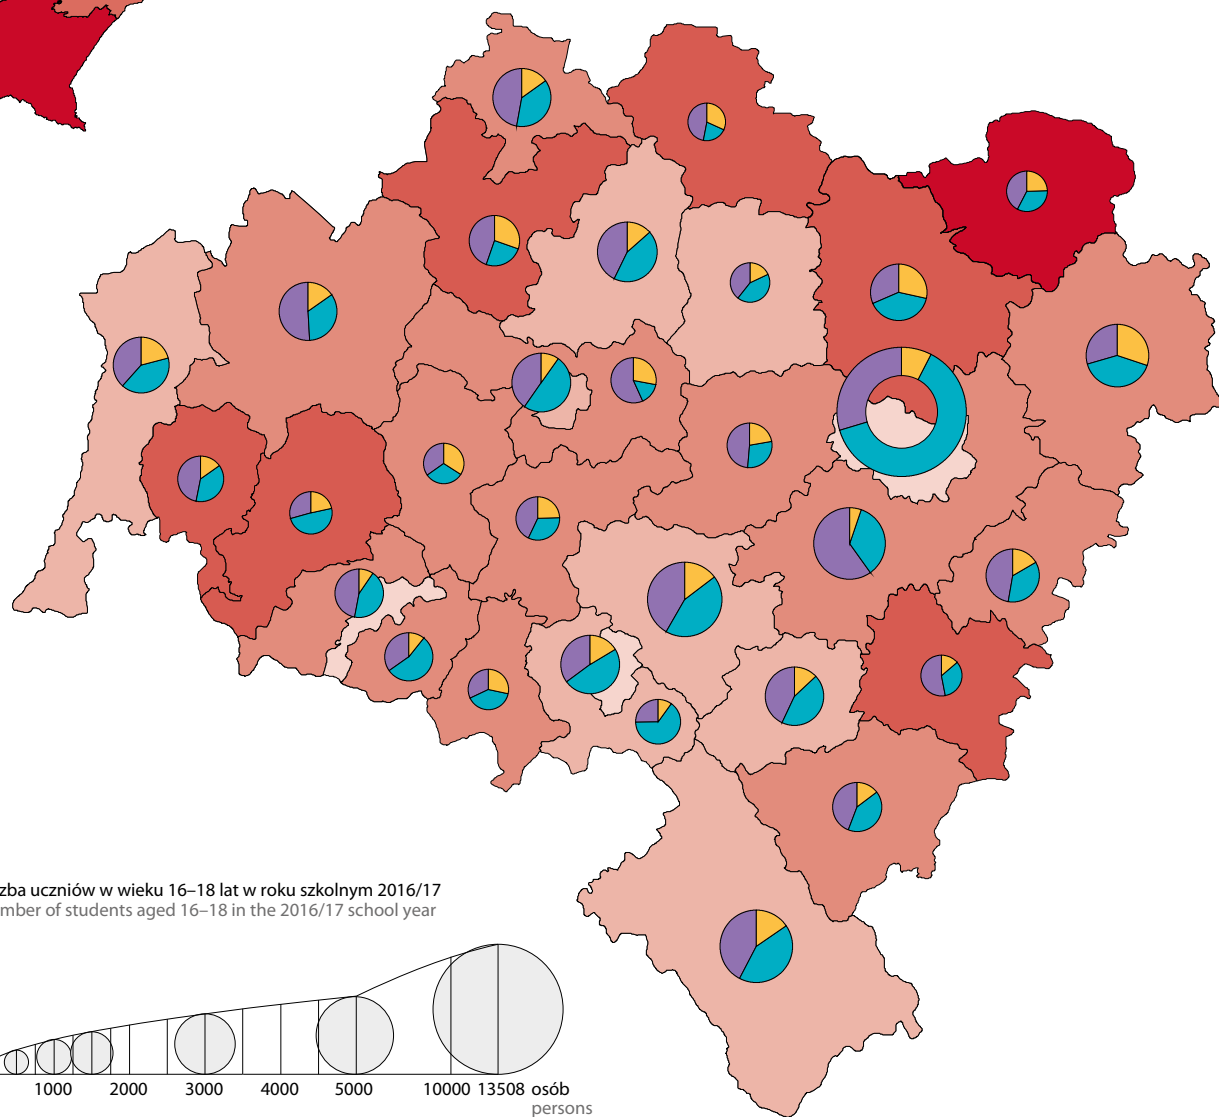 zba uczniów w wieku 16–18 lat w roku szkolnym 2016/17
mber of students aged 16–18 in the 2016/17 school year
1000 2000 3000 4000 5000 10000 13508 osób
persons